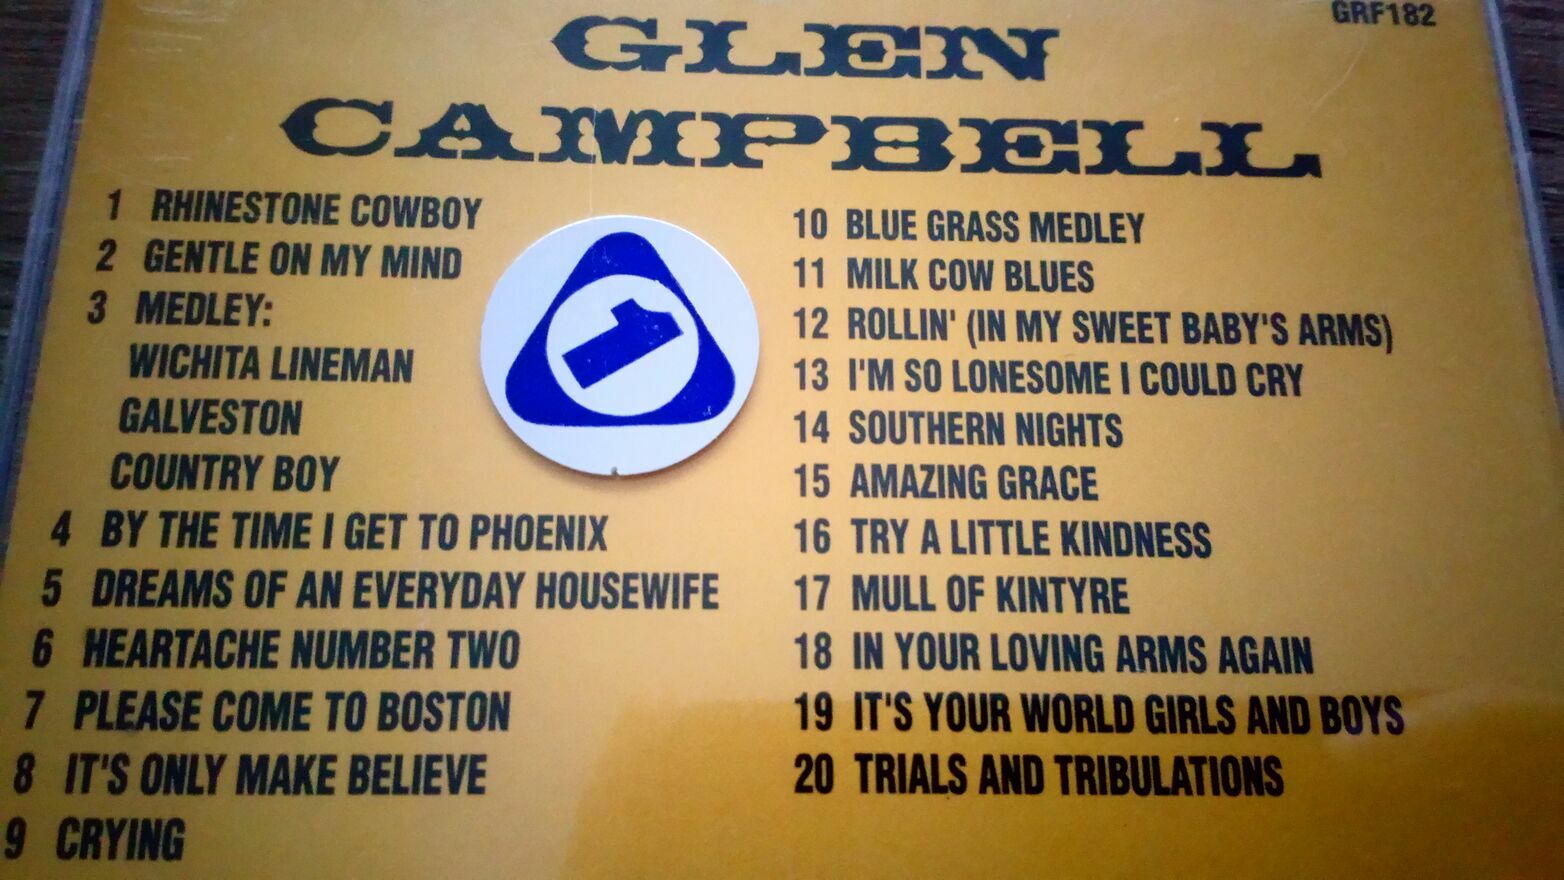 GRF182
GLEN
CAMPBELL
1 RHINESTONE COWBOY
2 GENTLE ON MY MIND
3 MEDLEY:
WICHITA LINEMAN
GALVESTON
COUNTRY BOY
4 BY THE TIME I GET TO PHOENIX
5 DREAMS OF AN EVERYDAY HOUSEWIFE
6 HEARTACHE NUMBER TWO
7 PLEASE COME TO BOSTON
8 IT'S ONLY MAKE BELIEVE
9 CRYING
1
10 BLUE GRASS MEDLEY
11 MILK COW BLUES
12 ROLLIN' (IN MY SWEET BABY'S ARMS)
13 I'M SO LONESOME I COULD CRY
14 SOUTHERN NIGHTS
15 AMAZING GRACE
16 TRY A LITTLE KINDNESS
17 MULL OF KINTYRE
18 IN YOUR LOVING ARMS AGAIN
19 IT'S YOUR WORLD GIRLS AND BOYS
20 TRIALS AND TRIBULATIONS